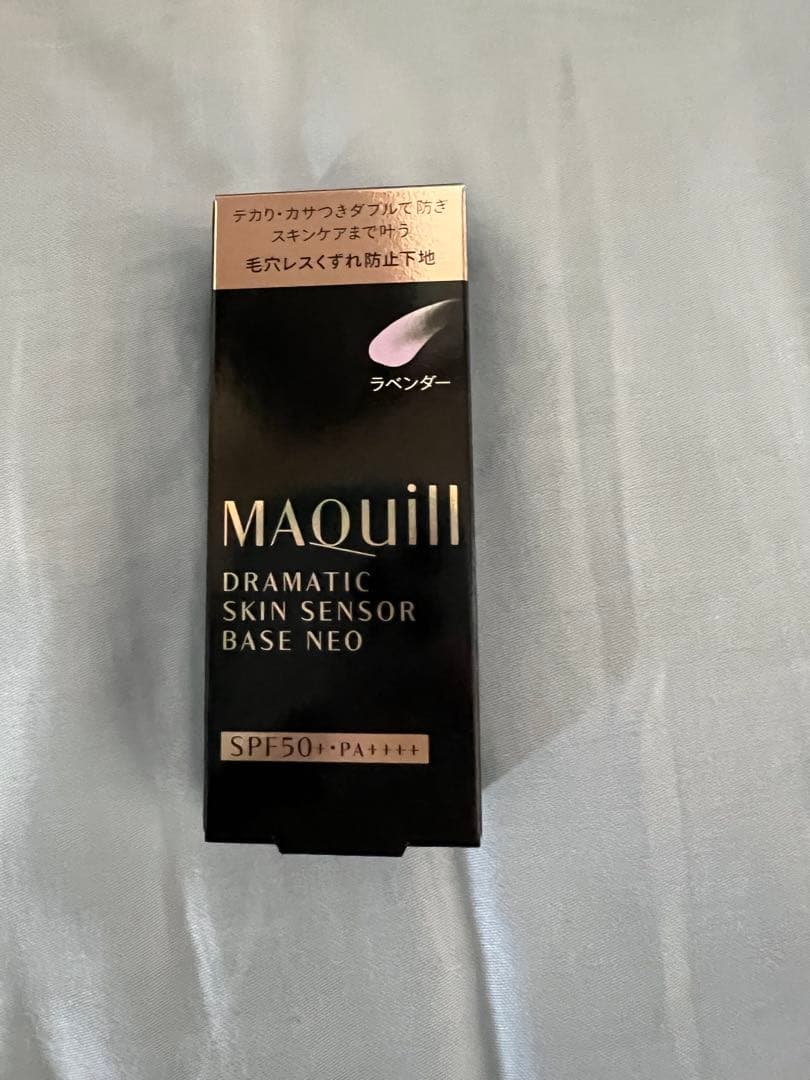 テカリ・カサつきダブルで防ぎ
スキンケアまで叶う
毛穴レスくずれ防止下地
ラベンダー
MAQuill
DRAMATIC
SKIN SENSOR
BASE NEO
SPF50+・PA++++